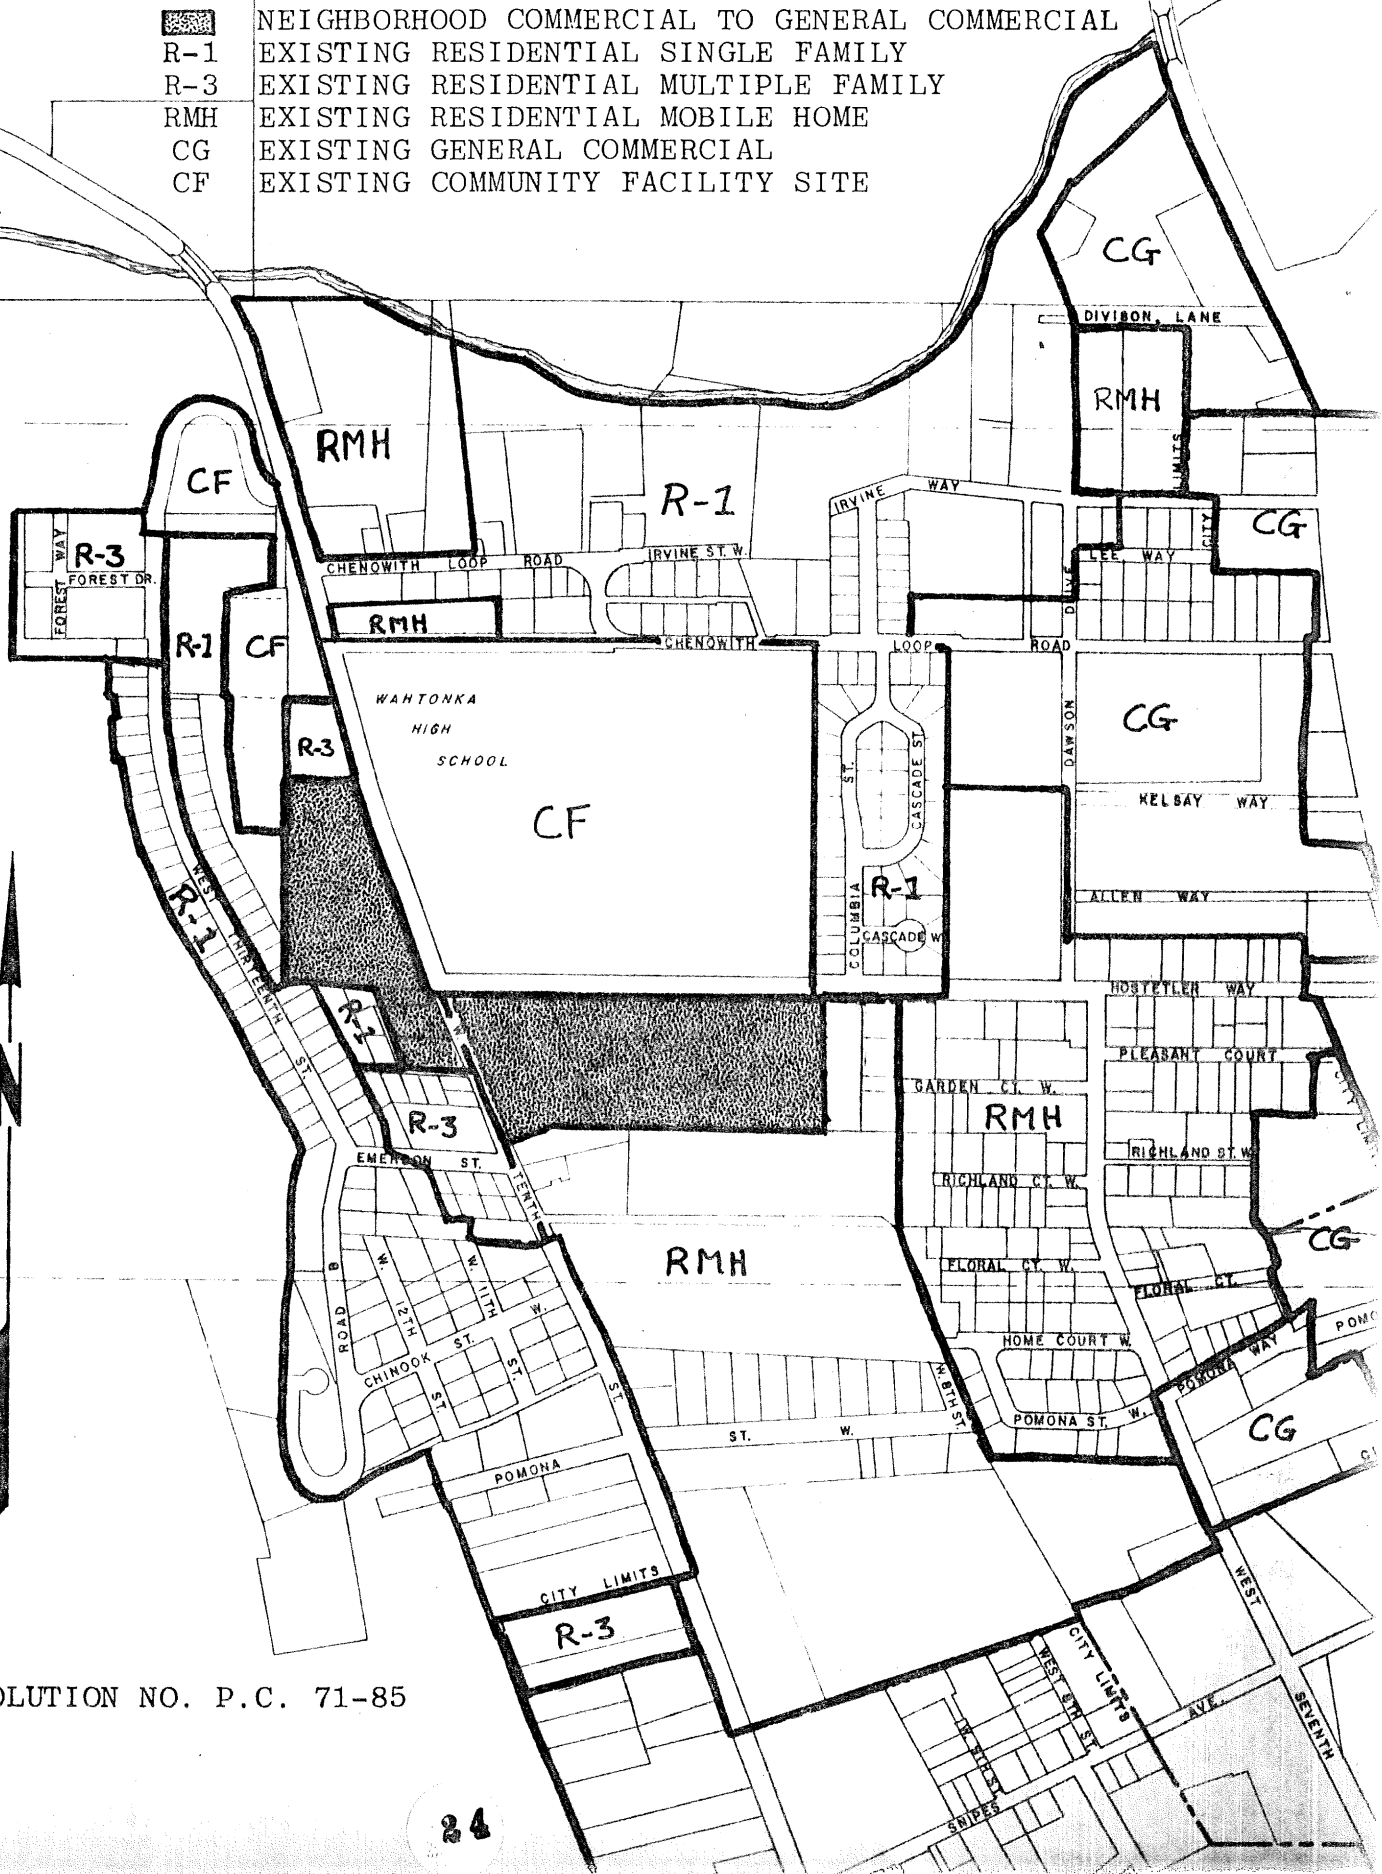 NEIGHBORHOOD COMMERCIAL TO GENERAL COMMERCIAL
R-1 EXISTING RESIDENTIAL SINGLE FAMILY
R-3 EXISTING RESIDENTIAL MULTIPLE FAMILY
RMH EXISTING RESIDENTIAL MOBILE HOME
CG EXISTING GENERAL COMMERCIAL
CF EXISTING COMMUNITY FACILITY SITE
CG
DIVISON, LANE
RMH
LIMITS
CITY
RMH
CF
R-1
IRVINE WAY
CG
R-3
FOREST WAY
FOREST DR.
CHENOWITH LOOP ROAD
IRVINE ST. W.
LEE WAY
DRIVE
RMH
R-1
CF
CHENOWITH LOOP ROAD
WAHTONKA
HIGH
SCHOOL
R-3
CG
DAWSON
CASCADE ST.
ST.
KELSAY WAY
CF
R-1
COLUMBIA
CASCADE W.
ALLEN WAY
R-1
WEST THIRTEENTH ST.
HOSTETLER WAY
R-1
W. TENTH
PLEASANT COURT
CITY
GARDEN CT. W.
RMH
R-3
N
EMERSON ST.
RICHLAND ST. W.
RICHLAND CT. W.
CG
RMH
FLORAL CT. W.
FLORAL CT.
ROAD B
W. 12TH
W. 11TH
W.
HOME COURT W.
POMONA WAY
CHINOOK ST.
ST.
ST.
ST.
W. 8TH ST.
POMONA ST. W.
CG
ST. W.
POMONA
CITY LIMITS
R-3
WEST
CITY LIMITS
WEST 8TH ST.
W. 9TH ST.
AVE.
SEVENTH
SNIPES
OLUTION NO. P.C. 71-85
24